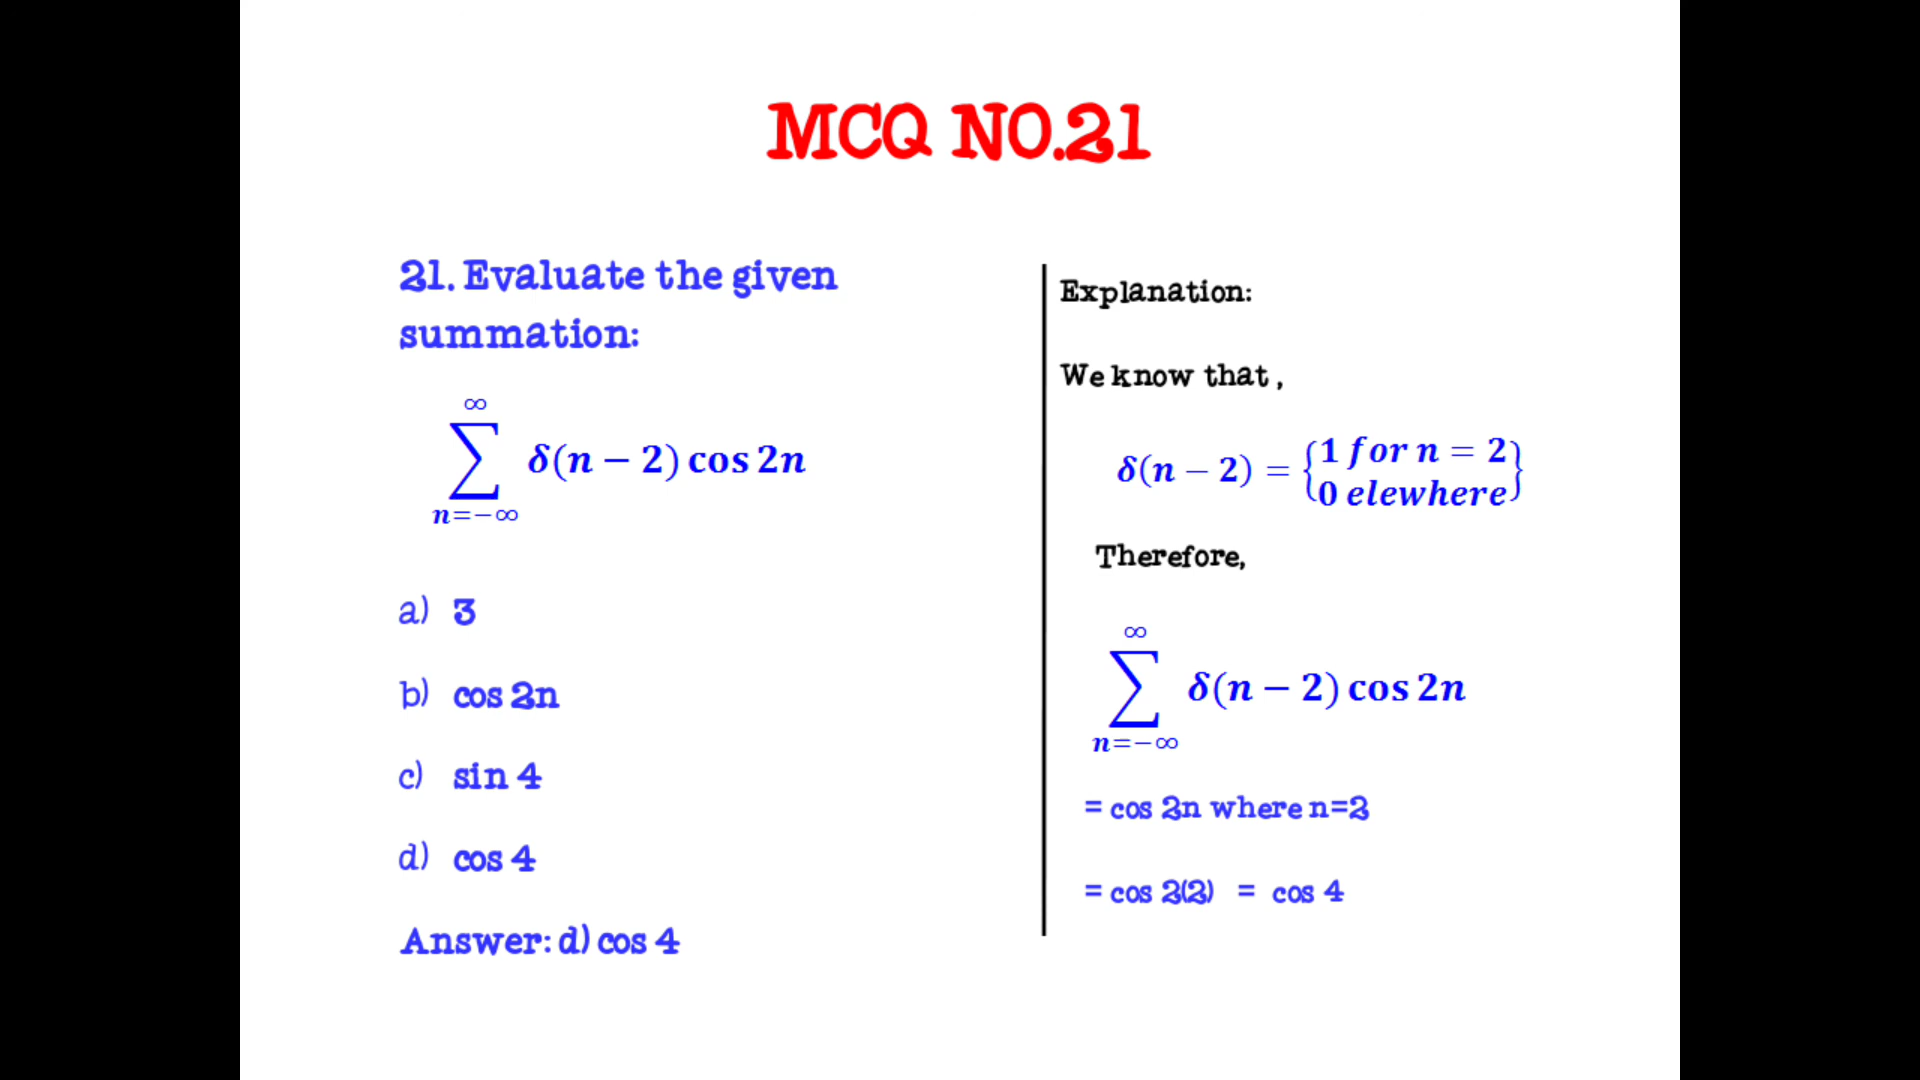 MCQ NO.21
21. Evaluate the given
summation:
∞
∑ δ(n − 2) cos 2n
n=−∞
a) 3
b) cos 2n
c) sin 4
d) cos 4
Answer: d) cos 4
Explanation:
We know that ,
δ(n − 2) = {1 for n = 2
0 elewhere}
Therefore,
∞
∑ δ(n − 2) cos 2n
n=−∞
= cos 2n where n=2
= cos 2(2) = cos 4